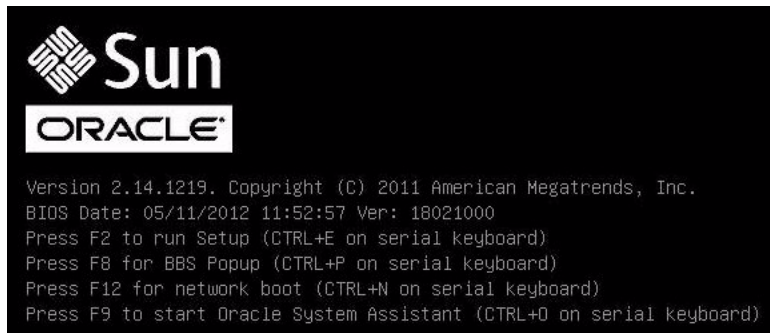 Sun
ORACLE
Version 2.14.1219. Copyright (C) 2011 American Megatrends, Inc.
BIOS Date: 05/11/2012 11:52:57 Ver: 18021000
Press F2 to run Setup (CTRL+E on serial keyboard)
Press F8 for BBS Popup (CTRL+P on serial keyboard)
Press F12 for network boot (CTRL+N on serial keyboard)
Press F9 to start Oracle System Assistant (CTRL+O on serial keyboard)